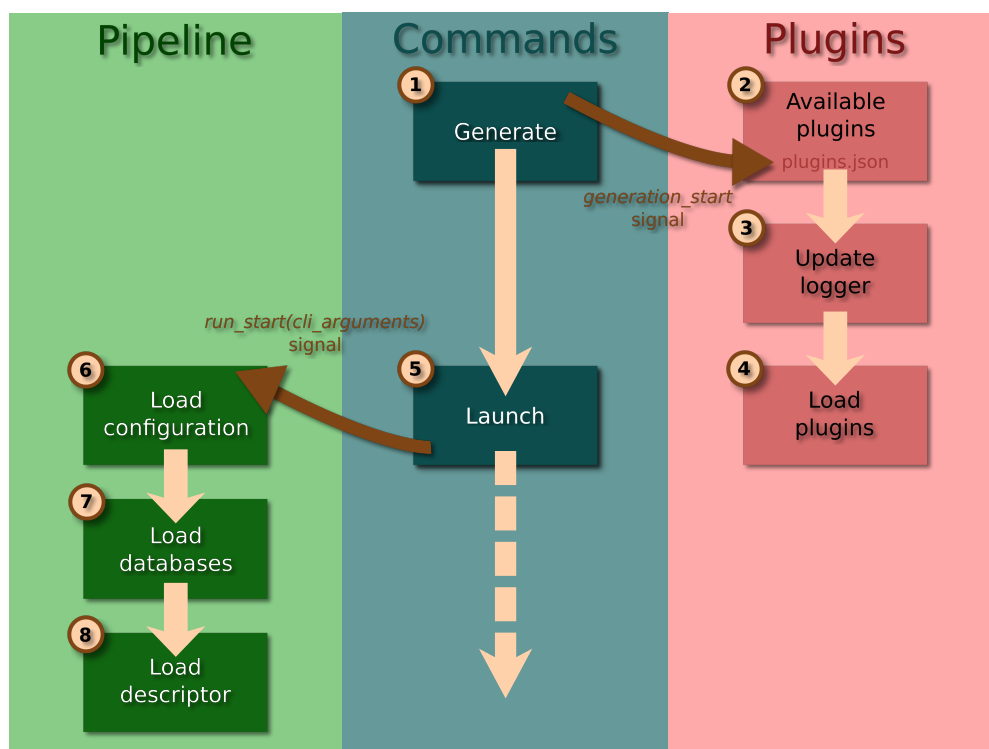 Pipeline
Commands
Plugins
1
Generate
2
Available
plugins
plugins.json
generation_start
signal
3
Update
logger
4
Load
plugins
5
Launch
run_start(cli_arguments)
signal
6
Load
configuration
7
Load
databases
8
Load
descriptor